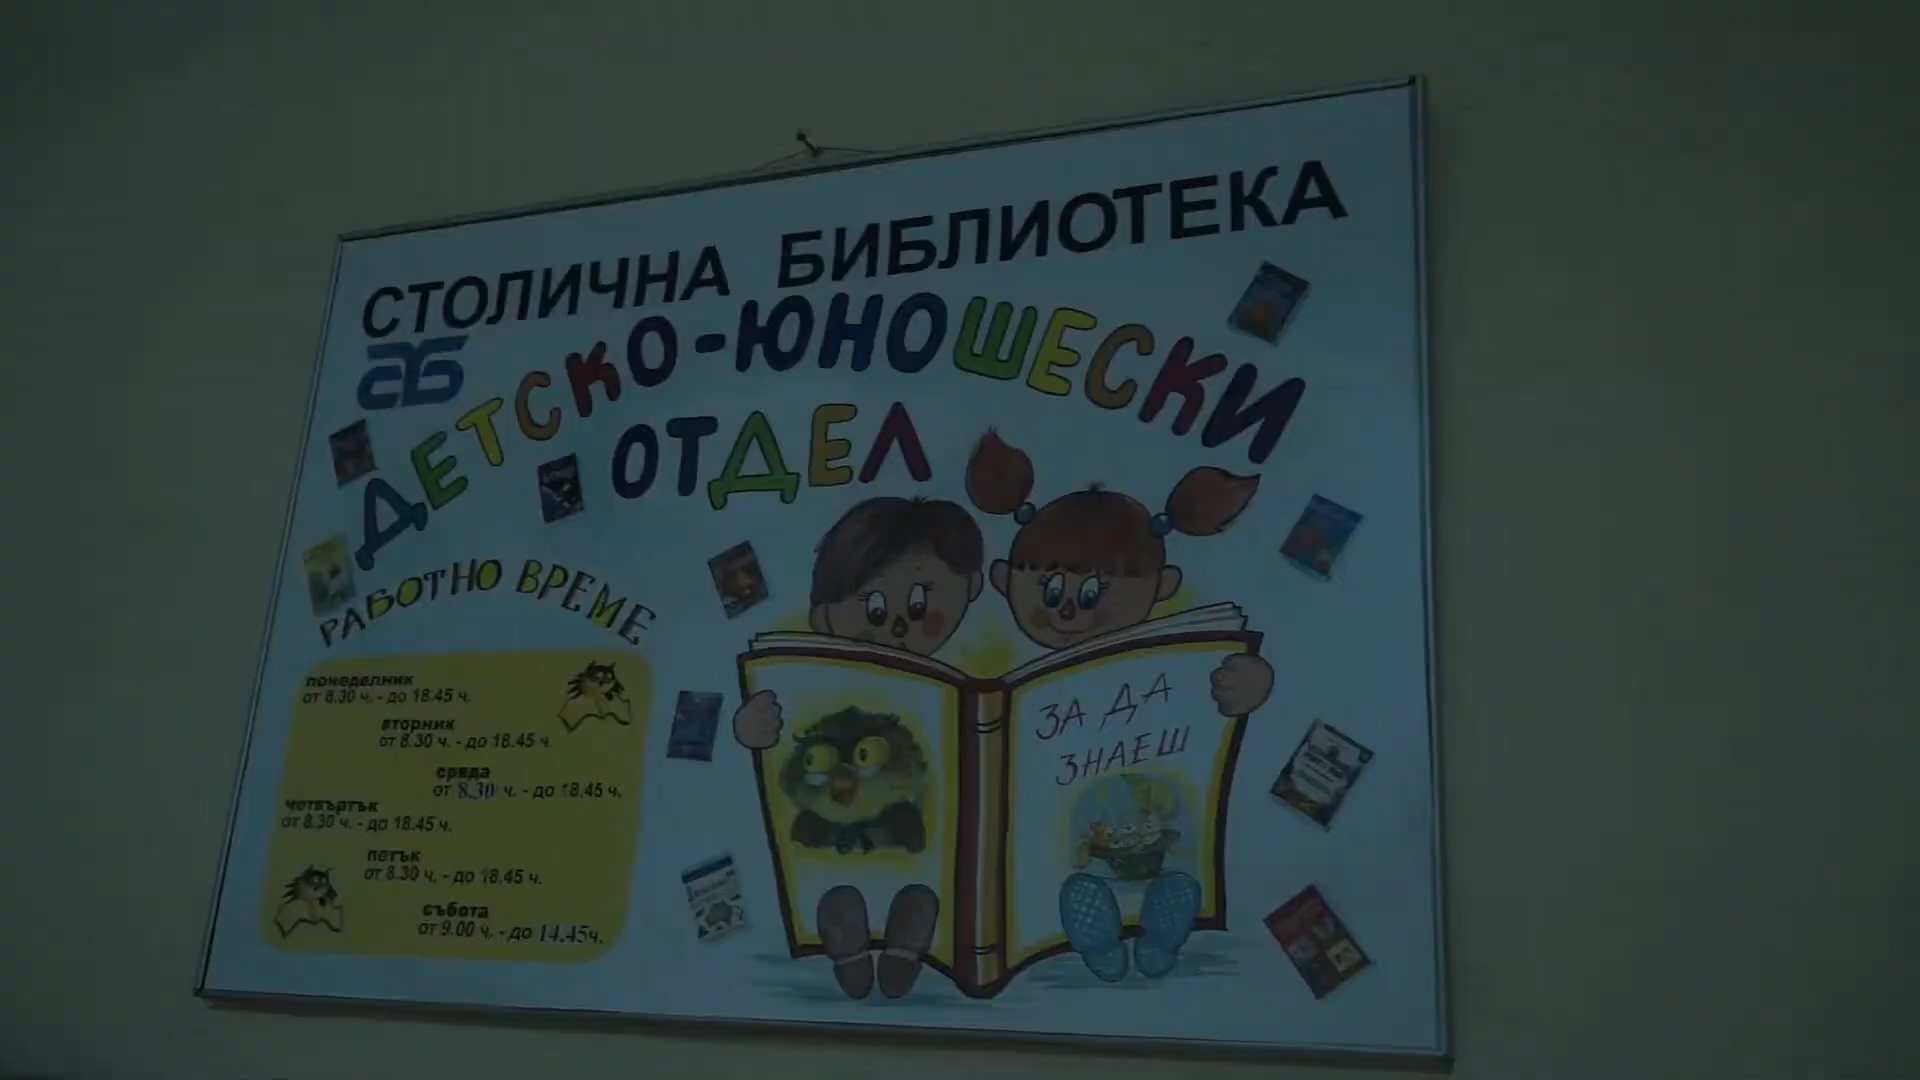 СТОЛИЧНА БИБЛИОТЕКА
СБ
ДЕТСКО-ЮНОШЕСКИ
ОТДЕЛ
РАБОТНО ВРЕМЕ
понеделник
от 8.30 ч. - до 18.45 ч.
вторник
от 8.30 ч. - до 18.45 ч.
сряда
от 8.30 ч. - до 18.45 ч.
четвъртък
от 8.30 ч. - до 18.45 ч.
петък
от 8.30 ч. - до 18.45 ч.
събота
от 9.00 ч. - до 14.45ч.
ЗА ДА
ЗНАЕШ